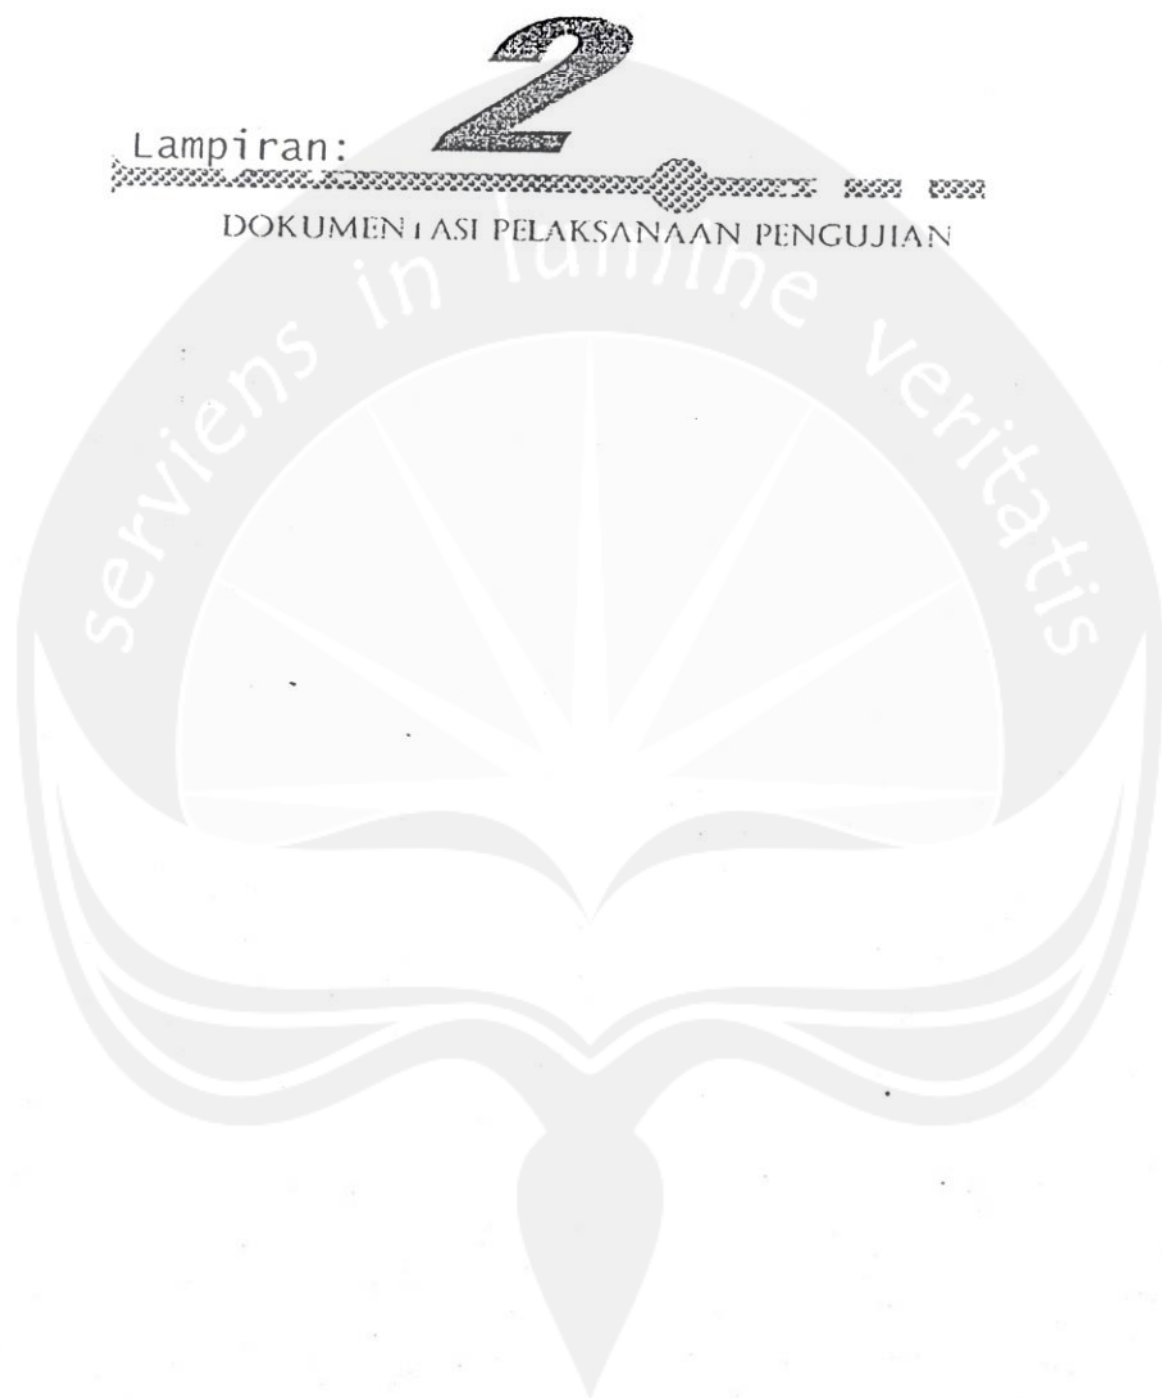 Lampiran: 2
DOKUMENTASI PELAKSANAAN PENGUJIAN
serviens in lumine veritatis